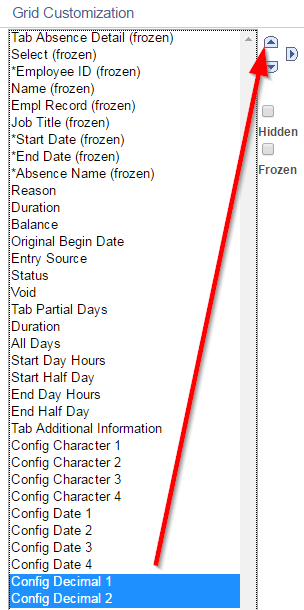 Grid Customization
Tab Absence Detail (frozen)
Select (frozen)
*Employee ID (frozen)
Name (frozen)
Empl Record (frozen)
Job Title (frozen)
*Start Date (frozen)
*End Date (frozen)
*Absence Name (frozen)
Reason
Duration
Balance
Original Begin Date
Entry Source
Status
Void
Tab Partial Days
Duration
All Days
Start Day Hours
Start Half Day
End Day Hours
End Half Day
Tab Additional Information
Config Character 1
Config Character 2
Config Character 3
Config Character 4
Config Date 1
Config Date 2
Config Date 3
Config Date 4
Config Decimal 1
Config Decimal 2
Hidden
Frozen